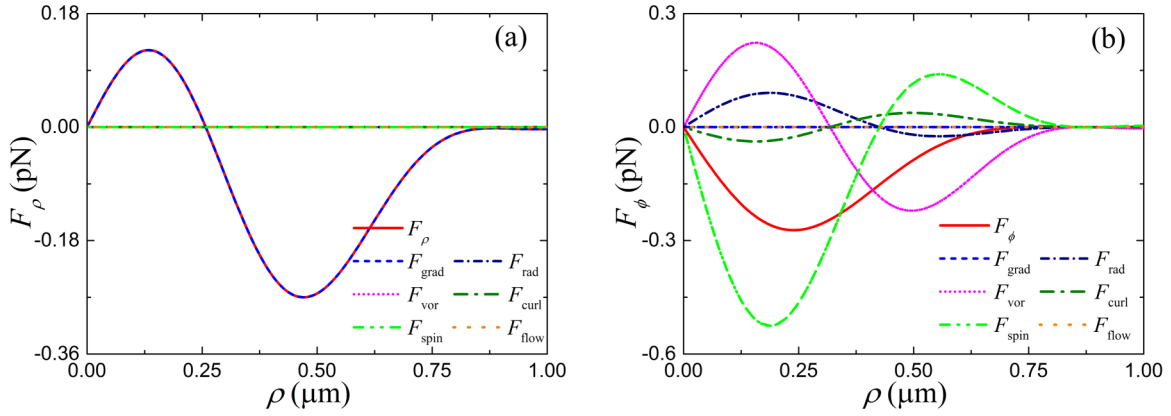 (a)
0.18
0.00
-0.18
-0.36
F_ρ (pN)
F_ρ
F_grad F_rad
F_vor F_curl
F_spin F_flow
0.00 0.25 0.50 0.75 1.00
ρ (μm)
(b)
0.3
0.0
-0.3
-0.6
F_ϕ (pN)
F_ϕ
F_grad F_rad
F_vor F_curl
F_spin F_flow
0.00 0.25 0.50 0.75 1.00
ρ (μm)